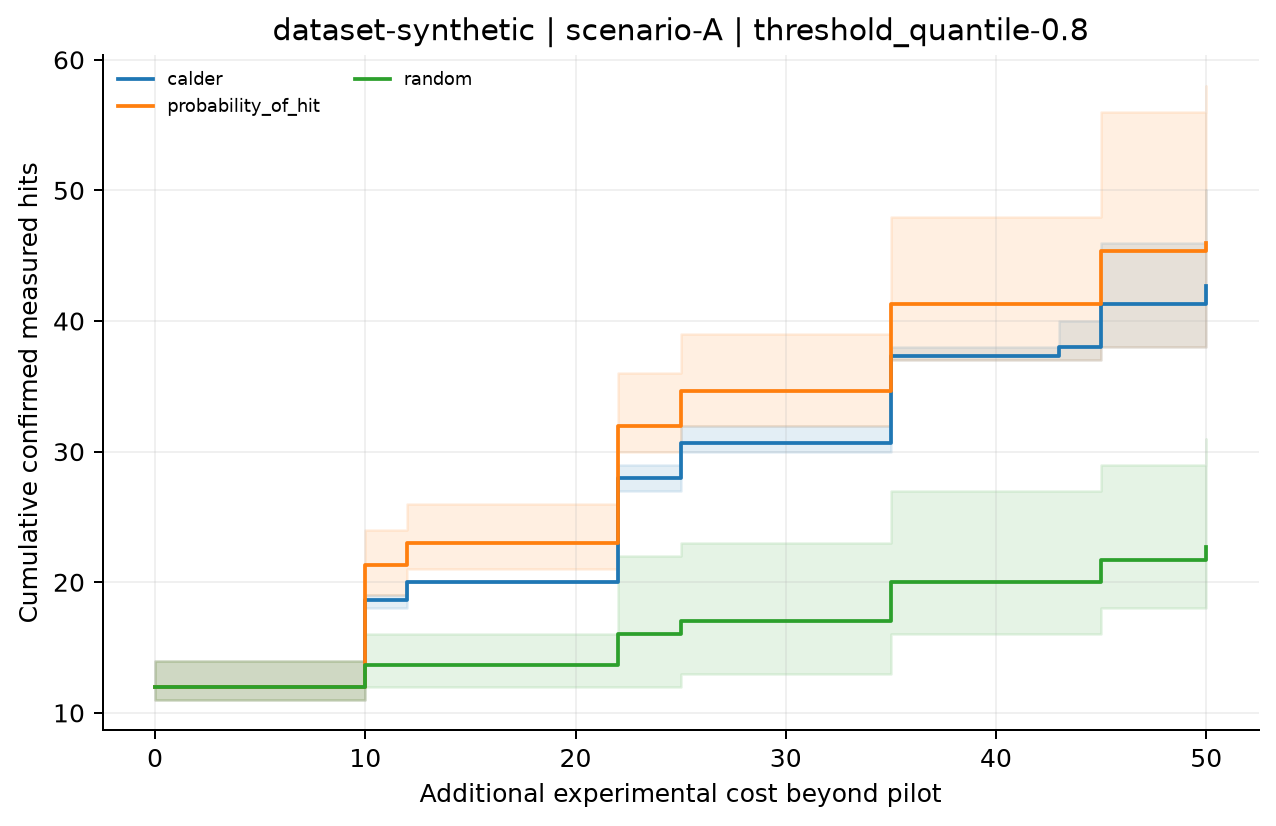 dataset-synthetic | scenario-A | threshold_quantile-0.8
calder
probability_of_hit
random
Cumulative confirmed measured hits
60
50
40
30
20
10
0 10 20 30 40 50
Additional experimental cost beyond pilot